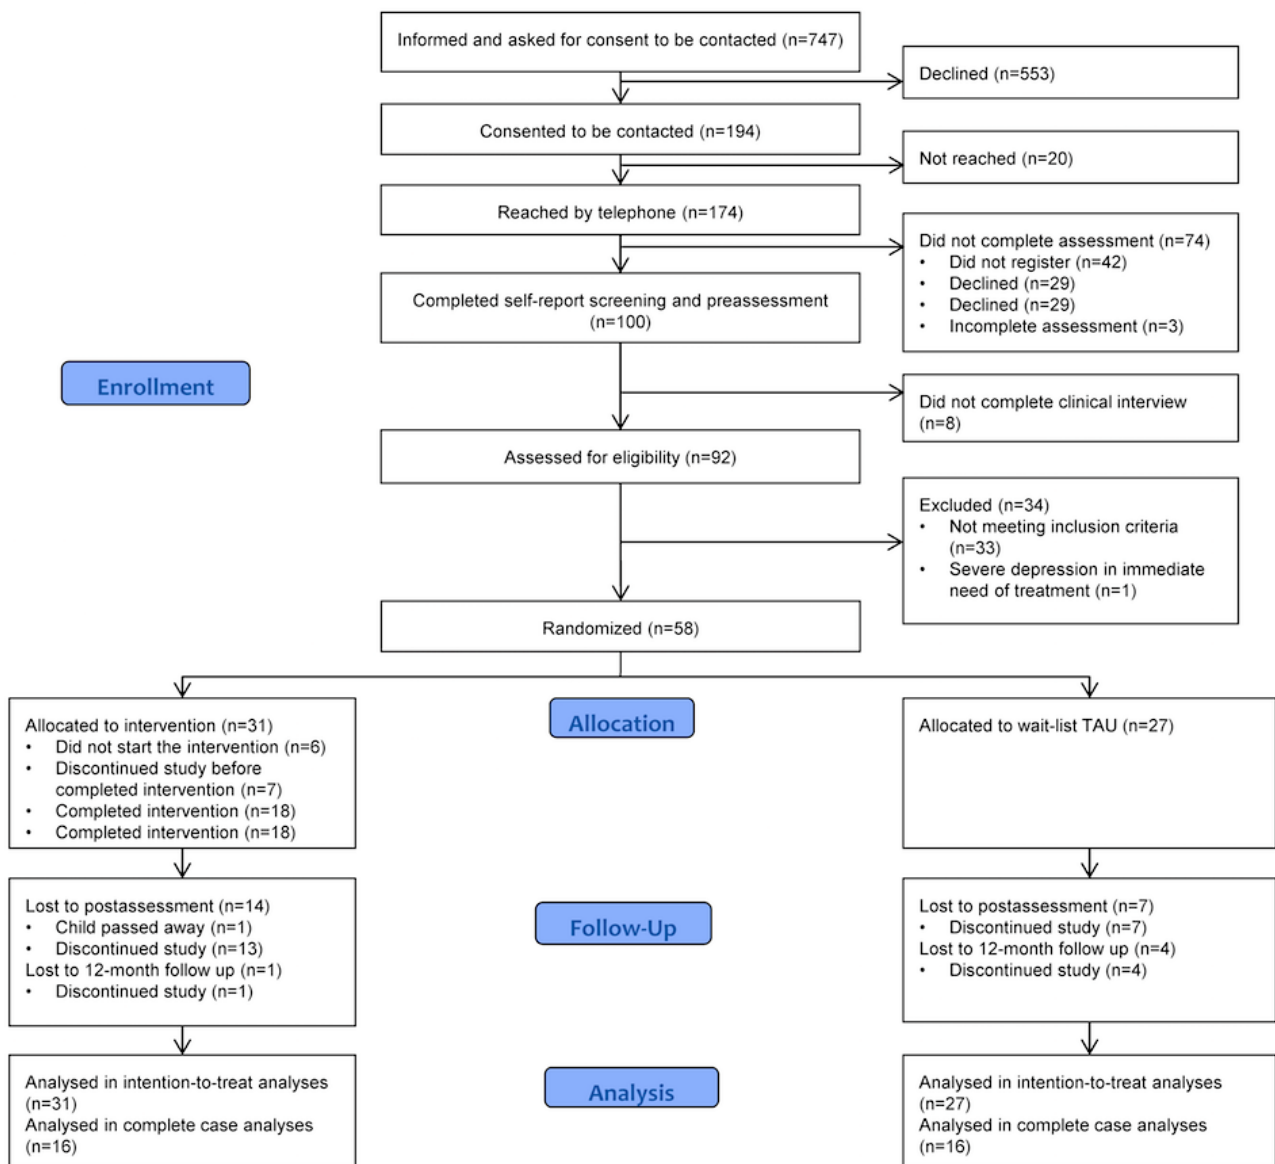 Informed and asked for consent to be contacted (n=747)
Declined (n=553)
Consented to be contacted (n=194)
Not reached (n=20)
Reached by telephone (n=174)
Did not complete assessment (n=74)
• Did not register (n=42)
• Declined (n=29)
• Declined (n=29)
• Incomplete assessment (n=3)
Completed self-report screening and preassessment
(n=100)
Enrollment
Did not complete clinical interview
(n=8)
Assessed for eligibility (n=92)
Excluded (n=34)
• Not meeting inclusion criteria
(n=33)
• Severe depression in immediate
need of treatment (n=1)
Randomized (n=58)
Allocation
Allocated to intervention (n=31)
• Did not start the intervention (n=6)
• Discontinued study before
completed intervention (n=7)
• Completed intervention (n=18)
• Completed intervention (n=18)
Allocated to wait-list TAU (n=27)
Follow-Up
Lost to postassessment (n=14)
• Child passed away (n=1)
• Discontinued study (n=13)
Lost to 12-month follow up (n=1)
• Discontinued study (n=1)
Lost to postassessment (n=7)
• Discontinued study (n=7)
Lost to 12-month follow up (n=4)
• Discontinued study (n=4)
Analysis
Analysed in intention-to-treat analyses
(n=31)
Analysed in complete case analyses
(n=16)
Analysed in intention-to-treat analyses
(n=27)
Analysed in complete case analyses
(n=16)